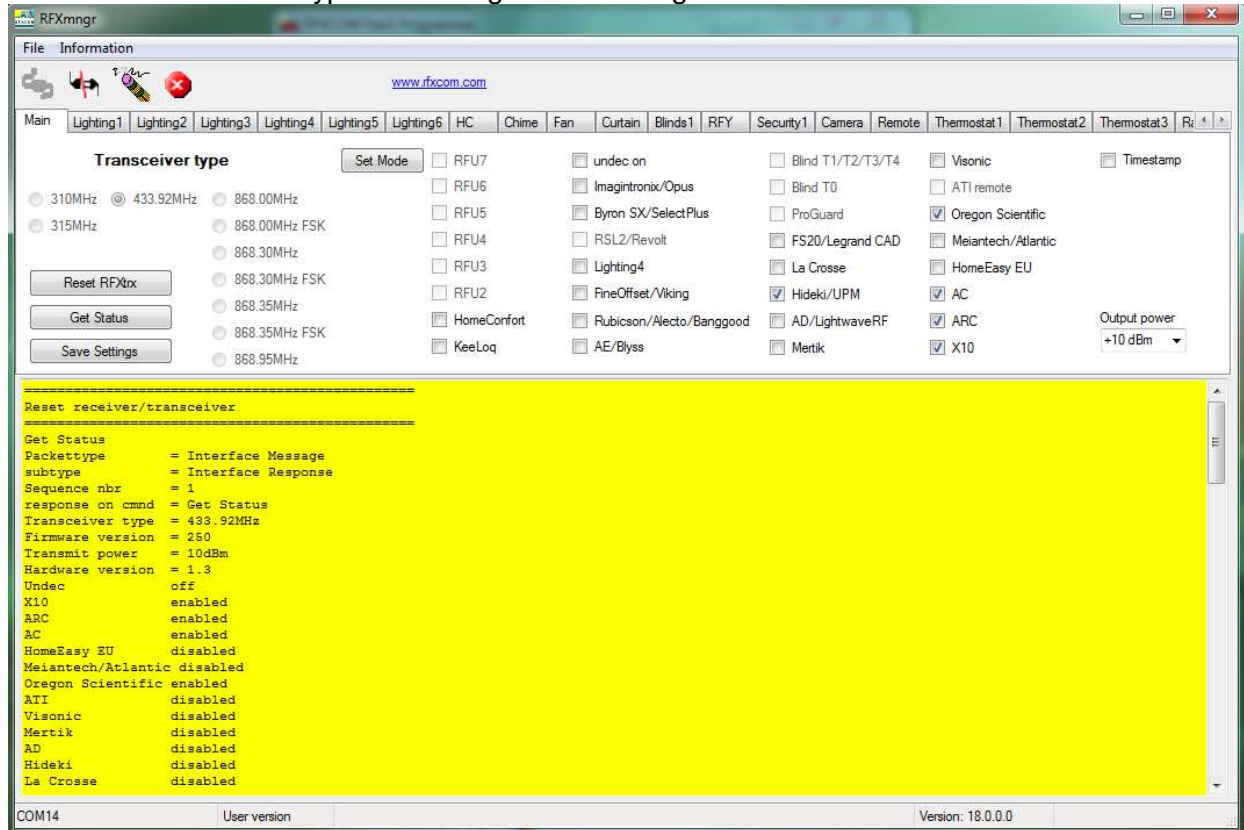 RFXmngr
File Information
www.rfxcom.com
Main Lighting1 Lighting2 Lighting3 Lighting4 Lighting5 Lighting6 HC Chime Fan Curtain Blinds1 RFY Security1 Camera Remote Thermostat1 Thermostat2 Thermostat3
Transceiver type
310MHz 433.92MHz 868.00MHz
315MHz 868.00MHz FSK
868.30MHz
868.30MHz FSK
868.35MHz
868.35MHz FSK
868.95MHz
Reset RFXtrx
Get Status
Save Settings
Set Mode
RFU7
RFU6
RFU5
RFU4
RFU3
RFU2
HomeConfort
KeeLoq
undec on
Imagintronix/Opus
Byron SX/SelectPlus
RSL2/Revolt
Lighting4
FineOffset/Viking
Rubicson/Alecto/Banggood
AE/Blyss
Blind T1/T2/T3/T4
Blind T0
ProGuard
FS20/Legrand CAD
La Crosse
Hideki/UPM
AD/LightwaveRF
Mertik
Visonic
ATI remote
Oregon Scientific
Meiantech/Atlantic
HomeEasy EU
AC
ARC
X10
Timestamp
Output power
+10 dBm
==================================================
Reset receiver/transceiver
==================================================
Get Status
Packettype = Interface Message
subtype = Interface Response
Sequence nbr = 1
response on cmnd = Get Status
Transceiver type = 433.92MHz
Firmware version = 250
Transmit power = 10dBm
Hardware version = 1.3
Undec off
X10 enabled
ARC enabled
AC enabled
HomeEasy EU disabled
Meiantech/Atlantic disabled
Oregon Scientific enabled
ATI disabled
Visonic disabled
Mertik disabled
AD disabled
Hideki disabled
La Crosse disabled
COM14 User version Version: 18.0.0.0